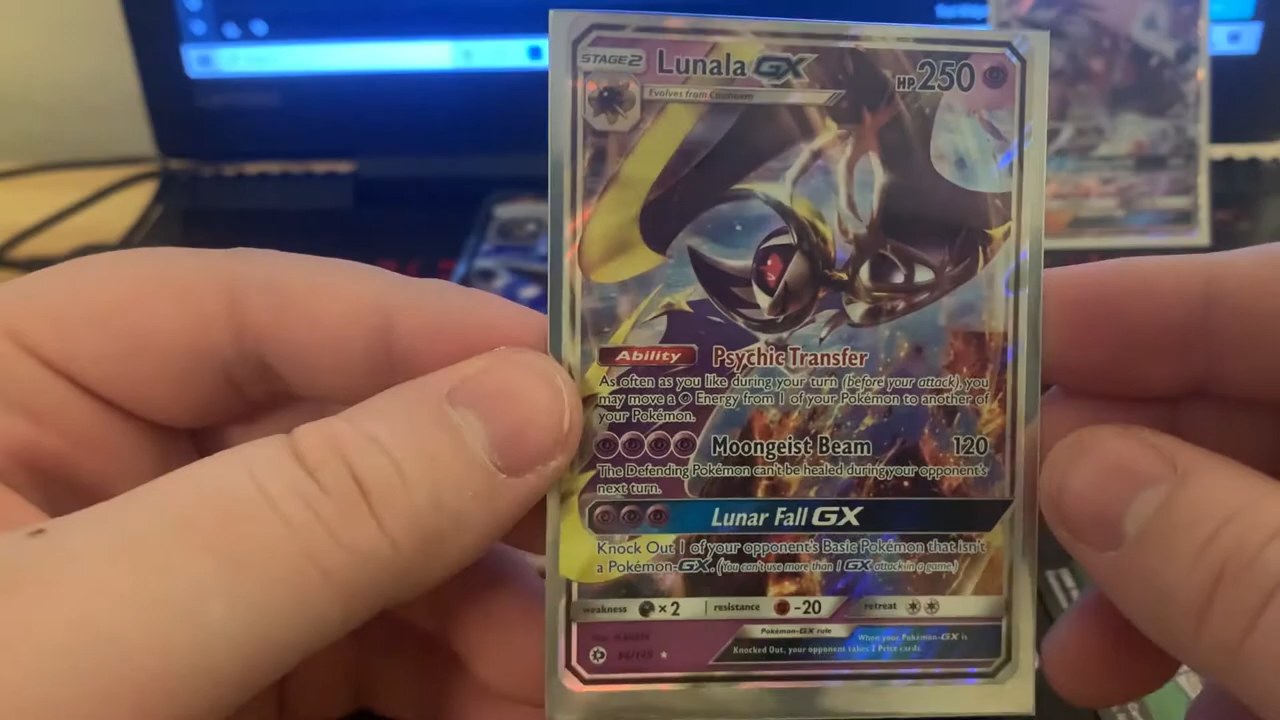 STAGE2 Lunala GX HP250
Evolves from Cosmoem
Ability Psychic Transfer
As often as you like during your turn (before your attack), you
may move a Energy from 1 of your Pokémon to another of
your Pokémon.
Moongeist Beam 120
The Defending Pokémon can't be healed during your opponent's
next turn.
Lunar Fall GX
Knock Out 1 of your opponent's Basic Pokémon that isn't
a Pokémon-GX. (You can't use more than 1 GX attack in a game.)
weakness ×2 resistance -20 retreat
Pokémon-GX rule When your Pokémon-GX is
Knocked Out, your opponent takes 2 Prize cards.
66/149